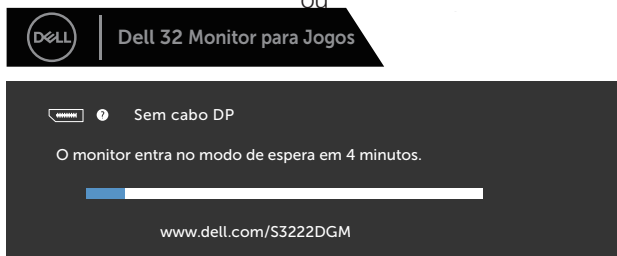 ou
DELL
Dell 32 Monitor para Jogos
? Sem cabo DP
O monitor entra no modo de espera em 4 minutos.
www.dell.com/S3222DGM